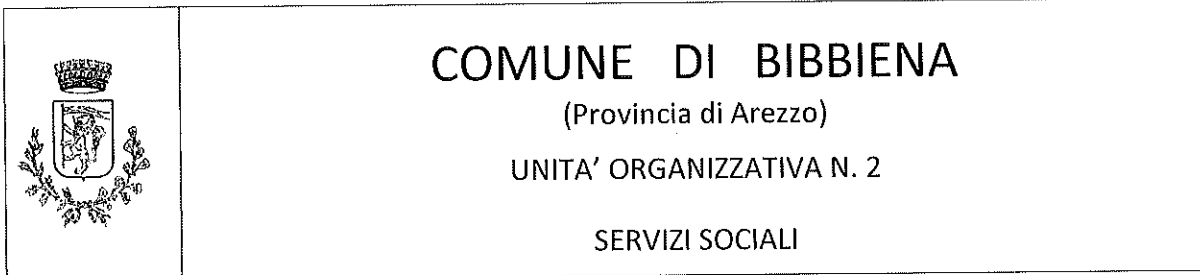 COMUNE DI BIBBIENA
(Provincia di Arezzo)
UNITA' ORGANIZZATIVA N. 2
SERVIZI SOCIALI